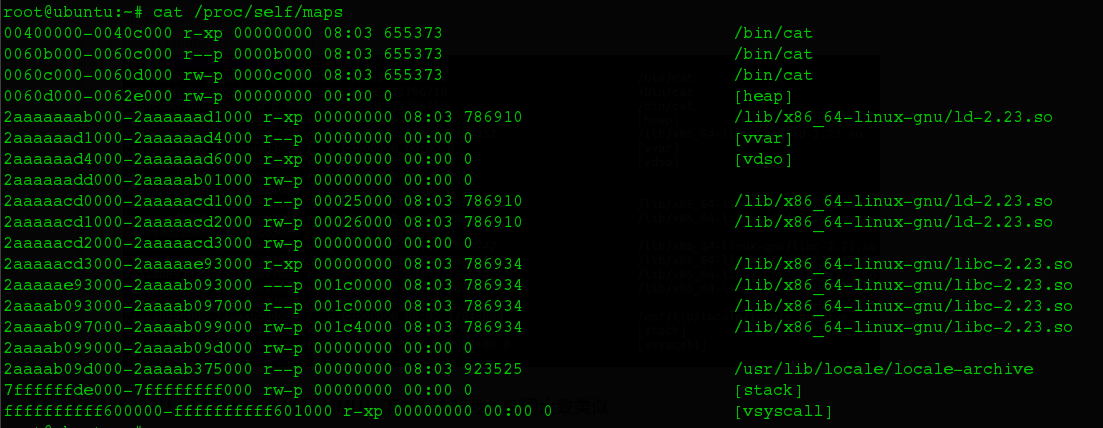 root@ubuntu:~# cat /proc/self/maps
00400000-0040c000 r-xp 00000000 08:03 655373 /bin/cat
0060b000-0060c000 r--p 0000b000 08:03 655373 /bin/cat
0060c000-0060d000 rw-p 0000c000 08:03 655373 /bin/cat
0060d000-0062e000 rw-p 00000000 00:00 0 [heap]
2aaaaaaab000-2aaaaaad1000 r-xp 00000000 08:03 786910 /lib/x86_64-linux-gnu/ld-2.23.so
2aaaaaad1000-2aaaaaad4000 r--p 00000000 00:00 0 [vvar]
2aaaaaad4000-2aaaaaad6000 r-xp 00000000 00:00 0 [vdso]
2aaaaaadd000-2aaaaab01000 rw-p 00000000 00:00 0
2aaaaacd0000-2aaaaacd1000 r--p 00025000 08:03 786910 /lib/x86_64-linux-gnu/ld-2.23.so
2aaaaacd1000-2aaaaacd2000 rw-p 00026000 08:03 786910 /lib/x86_64-linux-gnu/ld-2.23.so
2aaaaacd2000-2aaaaacd3000 rw-p 00000000 00:00 0
2aaaaacd3000-2aaaaae93000 r-xp 00000000 08:03 786934 /lib/x86_64-linux-gnu/libc-2.23.so
2aaaaae93000-2aaaab093000 ---p 001c0000 08:03 786934 /lib/x86_64-linux-gnu/libc-2.23.so
2aaaab093000-2aaaab097000 r--p 001c0000 08:03 786934 /lib/x86_64-linux-gnu/libc-2.23.so
2aaaab097000-2aaaab099000 rw-p 001c4000 08:03 786934 /lib/x86_64-linux-gnu/libc-2.23.so
2aaaab099000-2aaaab09d000 rw-p 00000000 00:00 0
2aaaab09d000-2aaaab375000 r--p 00000000 08:03 923525 /usr/lib/locale/locale-archive
7ffffffde000-7ffffffff000 rw-p 00000000 00:00 0 [stack]
ffffffffff600000-ffffffffff601000 r-xp 00000000 00:00 0 [vsyscall]